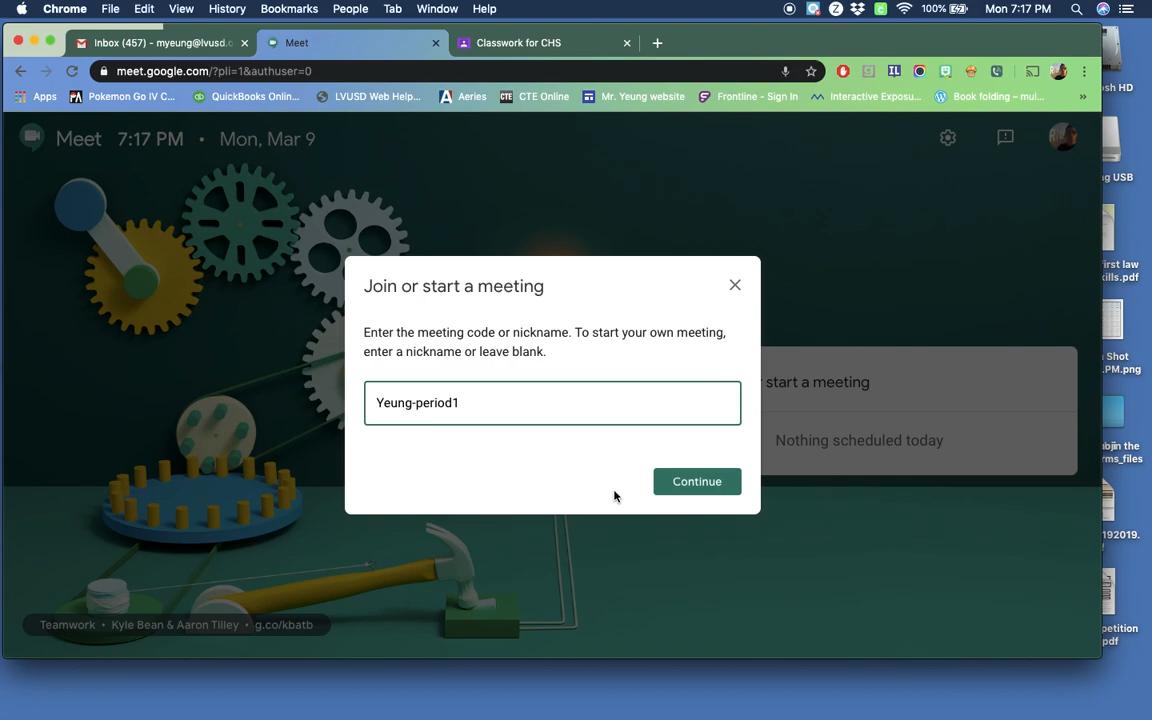 Chrome File Edit View History Bookmarks People Tab Window Help 100% Mon 7:17 PM
Inbox (457) - myeung@lvusd.c Meet Classwork for CHS
meet.google.com/?pli=1&authuser=0
Apps Pokemon Go IV C... QuickBooks Onlin... LVUSD Web Help... Aeries CTE Online Mr. Yeung website Frontline - Sign In Interactive Exposu... Book folding – mul... »
Meet 7:17 PM • Mon, Mar 9
Join or start a meeting
Enter the meeting code or nickname. To start your own meeting,
enter a nickname or leave blank.
Yeung-period1
Continue
start a meeting
Nothing scheduled today
Teamwork • Kyle Bean & Aaron Tilley • g.co/kbatb
sh HD
g USB
irst law
kills.pdf
Shot
.PM.png
bjin the
rms_files
192019.
petition
pdf